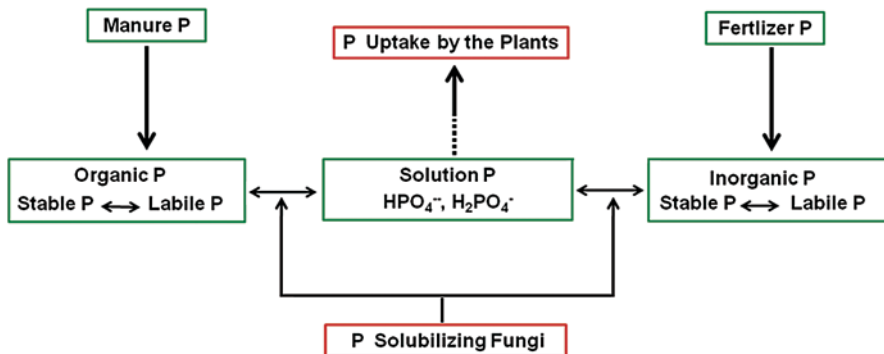 Manure P
P Uptake by the Plants
Fertlizer P
Organic P
Stable P Labile P
Solution P
HPO₄⁻⁻, H₂PO₄⁻
Inorganic P
Stable P Labile P
P Solubilizing Fungi